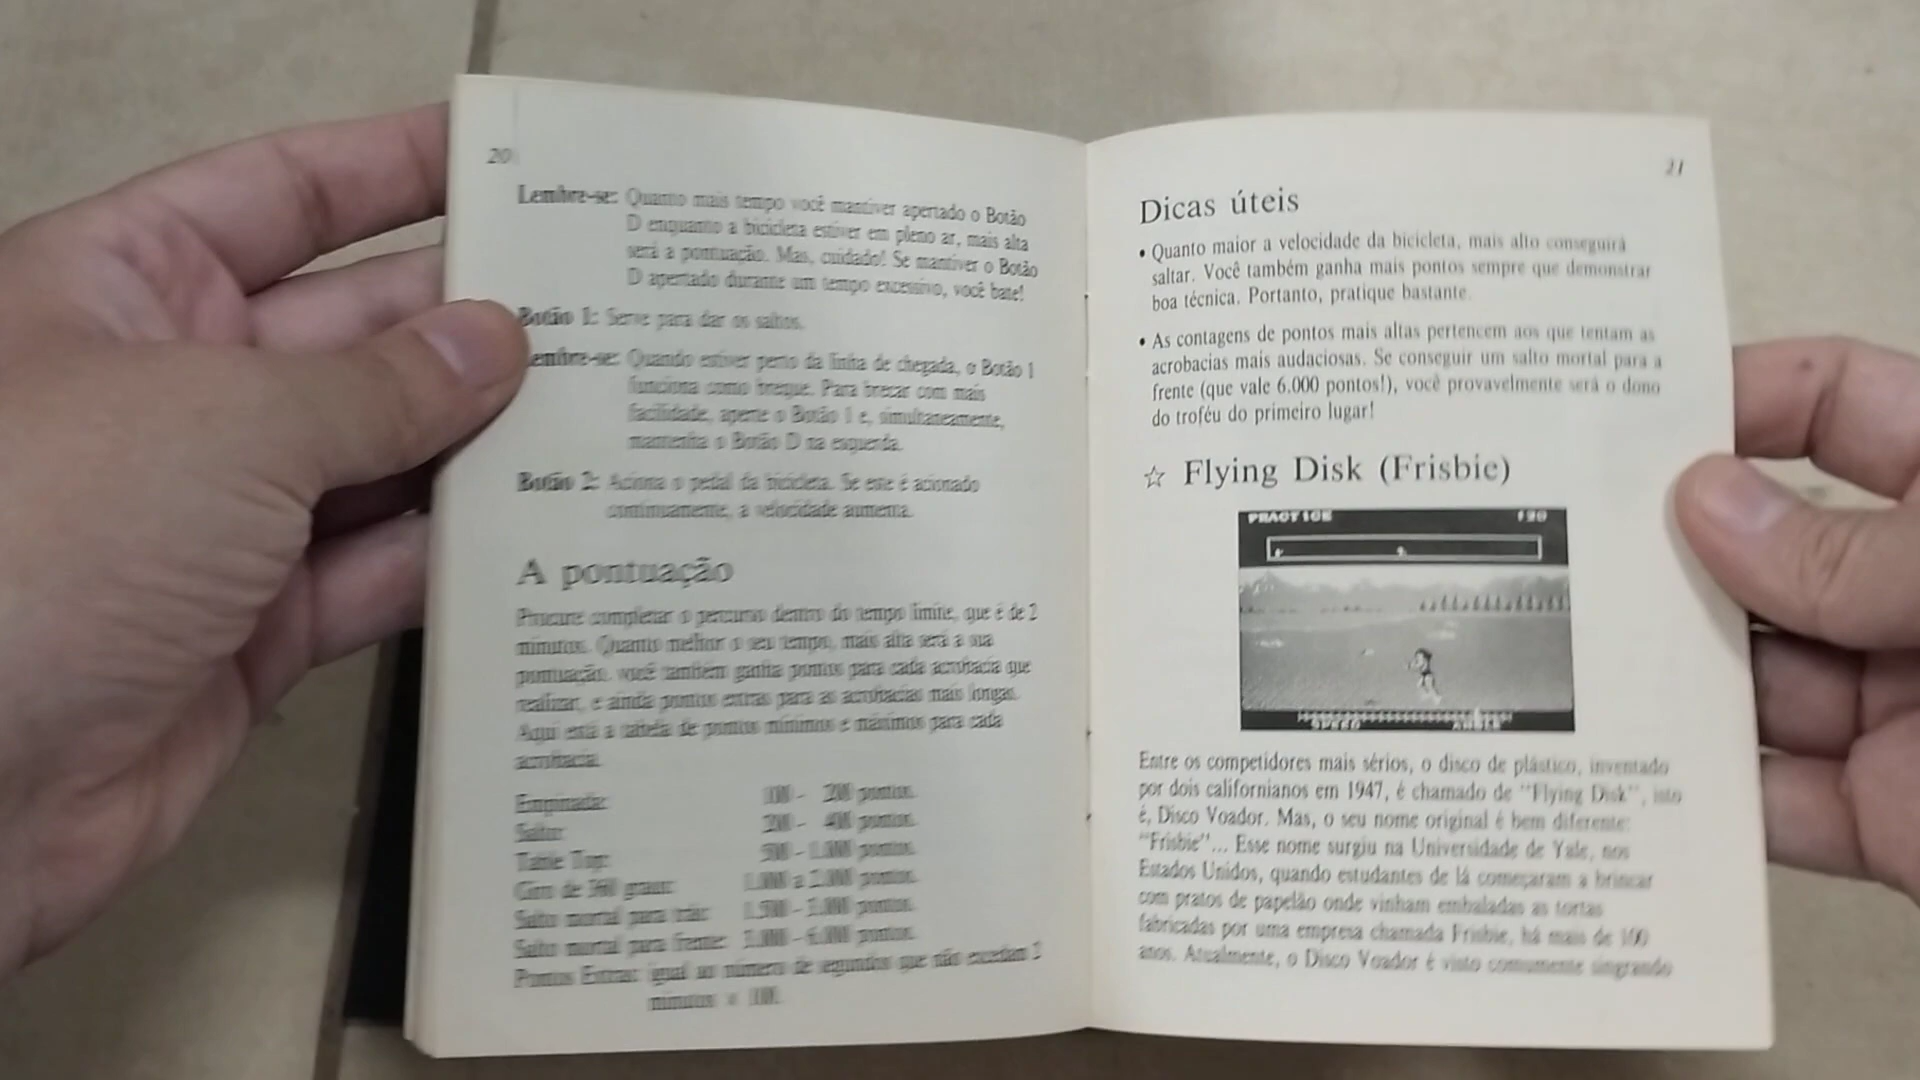 20
Lembre-se: Quanto mais tempo você mantiver apertado o Botão
D enquanto a bicicleta estiver em pleno ar, mais alta
será a pontuação. Mas, cuidado! Se mantiver o Botão
D apertado durante um tempo excessivo, você bate!
Botão 1: Serve para dar os saltos.
embre-se: Quando estiver perto da linha de chegada, o Botão 1
funciona como breque. Para brecar com mais
facilidade, aperte o Botão 1 e, simultaneamente,
mantenha o Botão D na esquerda.
Botão 2: Aciona o pedal da bicicleta. Se este é acionado
continuamente, a velocidade aumenta.
A pontuação
Procure completar o percurso dentro do tempo limite, que é de 2
minutos. Quanto melhor o seu tempo, mais alta será a sua
pontuação. você também ganha pontos para cada acrobacia que
realizar, e ainda pontos extras para as acrobacias mais longas.
Aqui está a tabela de pontos mínimos e máximos para cada
acrobacia.
Empinada: 100 - 200 pontos.
Salto: 200 - 400 pontos.
Table Top: 500 - 1.000 pontos.
Giro de 360 graus: 1.000 a 2.000 pontos.
Salto mortal para trás: 1.500 - 3.000 pontos.
Salto mortal para frente: 3.000 - 6.000 pontos.
Pontos Extras: igual ao número de segundos que não excedam 2
minutos x 100.
21
Dicas úteis
• Quanto maior a velocidade da bicicleta, mais alto conseguirá
saltar. Você também ganha mais pontos sempre que demonstrar
boa técnica. Portanto, pratique bastante.
• As contagens de pontos mais altas pertencem aos que tentam as
acrobacias mais audaciosas. Se conseguir um salto mortal para a
frente (que vale 6.000 pontos!), você provavelmente será o dono
do troféu do primeiro lugar!
☆ Flying Disk (Frisbie)
PRACTICE
SPEED ANGLE
Entre os competidores mais sérios, o disco de plástico, inventado
por dois californianos em 1947, é chamado de "Flying Disk", isto
é, Disco Voador. Mas, o seu nome original é bem diferente:
"Frisbie"... Esse nome surgiu na Universidade de Yale, nos
Estados Unidos, quando estudantes de lá começaram a brincar
com pratos de papelão onde vinham embaladas as tortas
fabricadas por uma empresa chamada Frisbie, há mais de 100
anos. Atualmente, o Disco Voador é visto comumente singrando